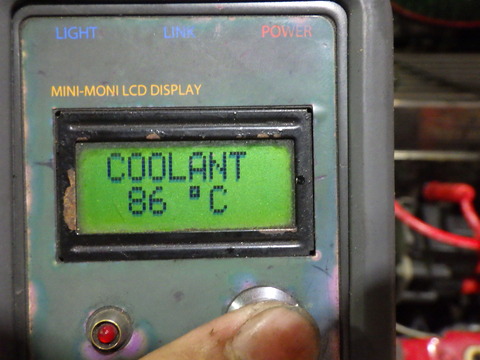 LIGHT LINK POWER
MINI-MONI LCD DISPLAY
COOLANT
86 °C